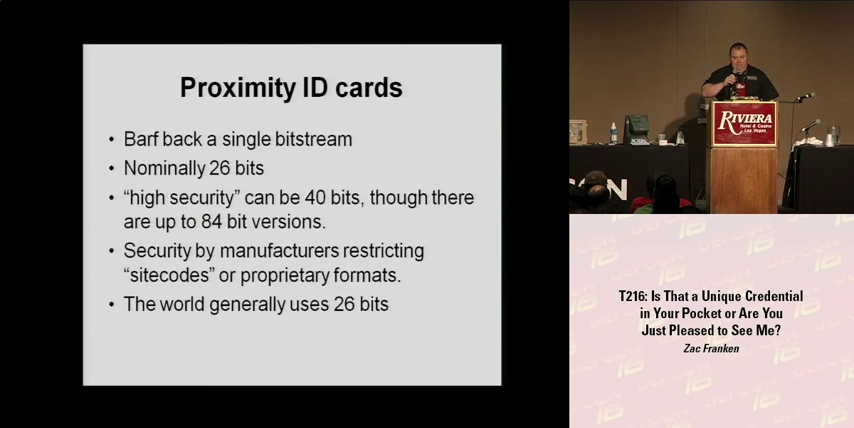 Proximity ID cards
• Barf back a single bitstream
• Nominally 26 bits
• “high security” can be 40 bits, though there
are up to 84 bit versions.
• Security by manufacturers restricting
“sitecodes” or proprietary formats.
• The world generally uses 26 bits
RIVIERA
Hotel & Casino
Las Vegas
T216: Is That a Unique Credential
in Your Pocket or Are You
Just Pleased to See Me?
Zac Franken